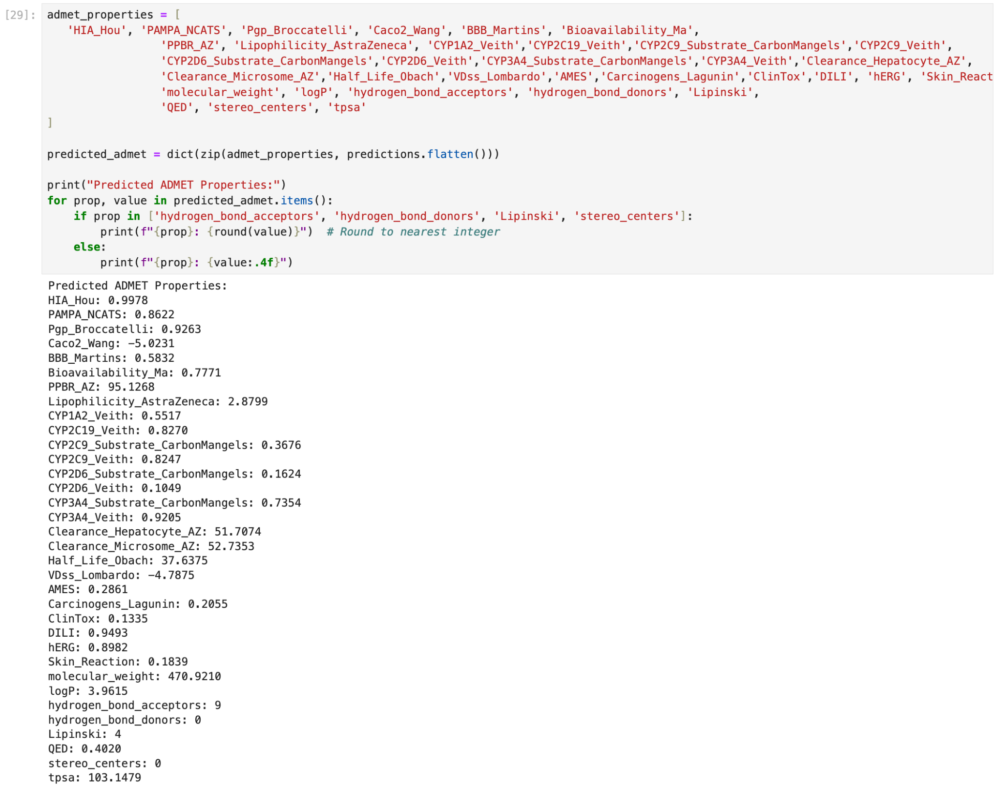 [29]: admet_properties = [
'HIA_Hou', 'PAMPA_NCATS', 'Pgp_Broccatelli', 'Caco2_Wang', 'BBB_Martins', 'Bioavailability_Ma',
'PPBR_AZ', 'Lipophilicity_AstraZeneca', 'CYP1A2_Veith','CYP2C19_Veith','CYP2C9_Substrate_CarbonMangels','CYP2C9_Veith',
'CYP2D6_Substrate_CarbonMangels','CYP2D6_Veith','CYP3A4_Substrate_CarbonMangels','CYP3A4_Veith','Clearance_Hepatocyte_AZ',
'Clearance_Microsome_AZ','Half_Life_Obach','VDss_Lombardo','AMES','Carcinogens_Lagunin','ClinTox','DILI', 'hERG', 'Skin_React
'molecular_weight', 'logP', 'hydrogen_bond_acceptors', 'hydrogen_bond_donors', 'Lipinski',
'QED', 'stereo_centers', 'tpsa'
]
predicted_admet = dict(zip(admet_properties, predictions.flatten()))
print("Predicted ADMET Properties:")
for prop, value in predicted_admet.items():
if prop in ['hydrogen_bond_acceptors', 'hydrogen_bond_donors', 'Lipinski', 'stereo_centers']:
print(f"{prop}: {round(value)}")  # Round to nearest integer
else:
print(f"{prop}: {value:.4f}")
Predicted ADMET Properties:
HIA_Hou: 0.9978
PAMPA_NCATS: 0.8622
Pgp_Broccatelli: 0.9263
Caco2_Wang: -5.0231
BBB_Martins: 0.5832
Bioavailability_Ma: 0.7771
PPBR_AZ: 95.1268
Lipophilicity_AstraZeneca: 2.8799
CYP1A2_Veith: 0.5517
CYP2C19_Veith: 0.8270
CYP2C9_Substrate_CarbonMangels: 0.3676
CYP2C9_Veith: 0.8247
CYP2D6_Substrate_CarbonMangels: 0.1624
CYP2D6_Veith: 0.1049
CYP3A4_Substrate_CarbonMangels: 0.7354
CYP3A4_Veith: 0.9205
Clearance_Hepatocyte_AZ: 51.7074
Clearance_Microsome_AZ: 52.7353
Half_Life_Obach: 37.6375
VDss_Lombardo: -4.7875
AMES: 0.2861
Carcinogens_Lagunin: 0.2055
ClinTox: 0.1335
DILI: 0.9493
hERG: 0.8982
Skin_Reaction: 0.1839
molecular_weight: 470.9210
logP: 3.9615
hydrogen_bond_acceptors: 9
hydrogen_bond_donors: 0
Lipinski: 4
QED: 0.4020
stereo_centers: 0
tpsa: 103.1479